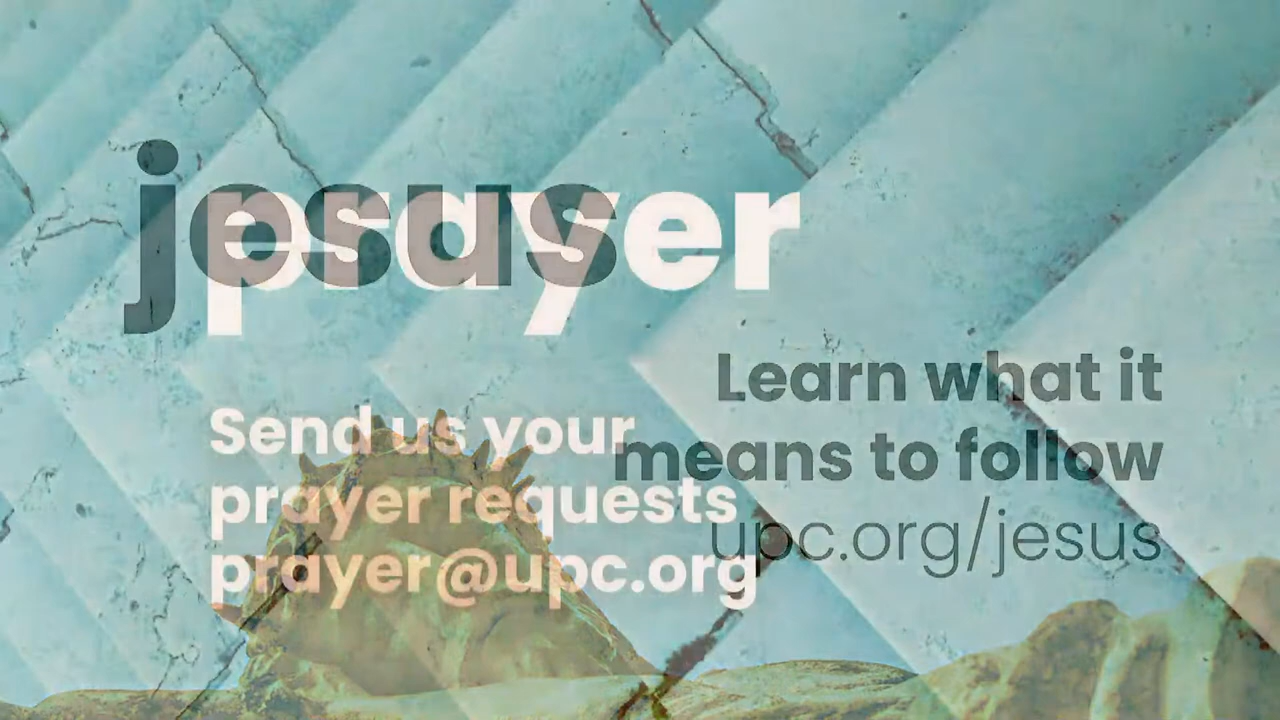 jesus
prayer
Learn what it
means to follow
upc.org/jesus
Send us your
prayer requests
prayer@upc.org